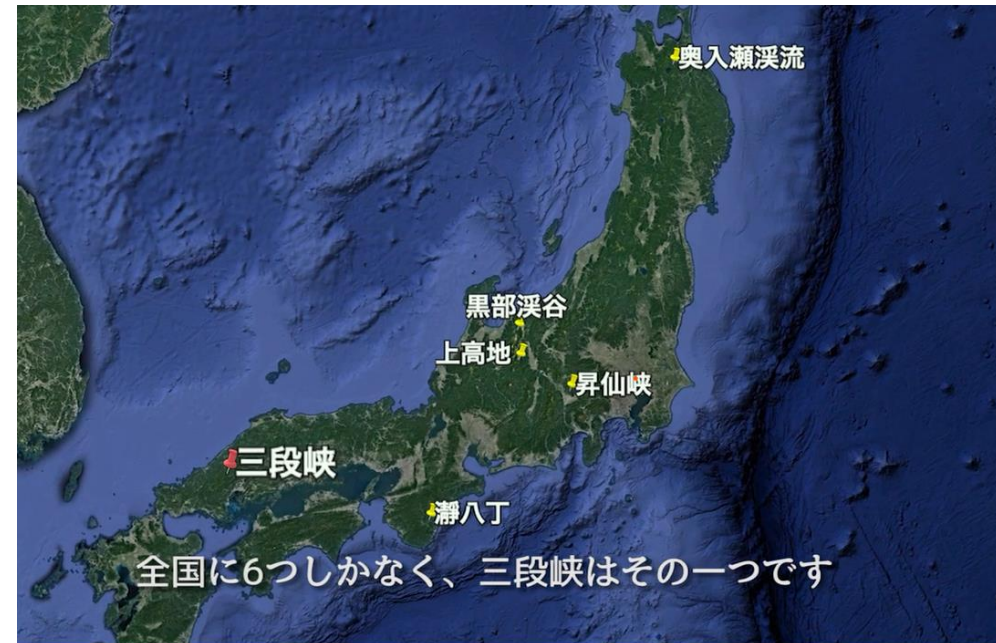 奥入瀬渓流
黒部渓谷
上高地
昇仙峡
三段峡
瀞八丁
全国に6つしかなく、三段峡はその一つです